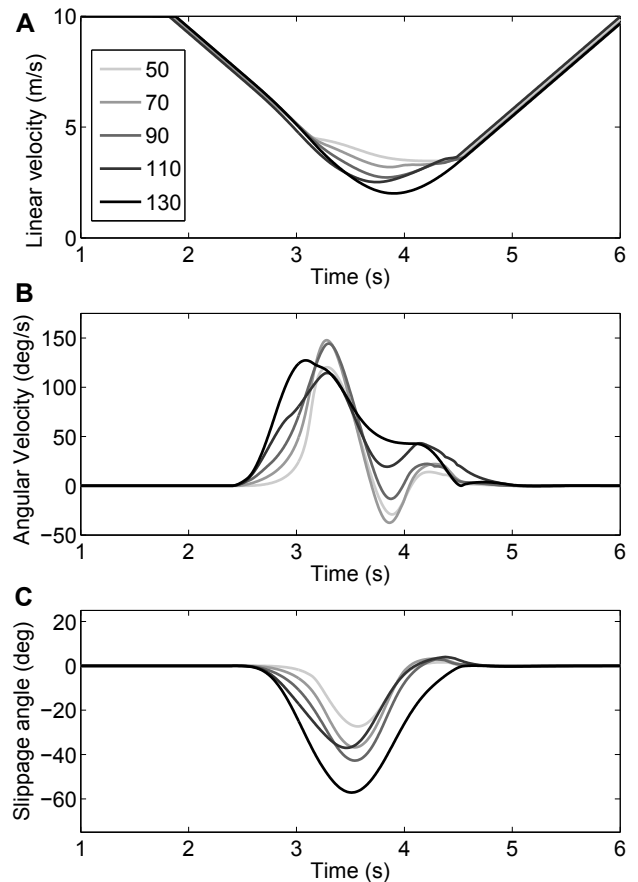 A
10
5
0
Linear velocity (m/s)
50
70
90
110
130
1 2 3 4 5 6
Time (s)
B
150
100
50
0
−50
Angular Velocity (deg/s)
1 2 3 4 5 6
Time (s)
C
20
0
−20
−40
−60
Slippage angle (deg)
1 2 3 4 5 6
Time (s)